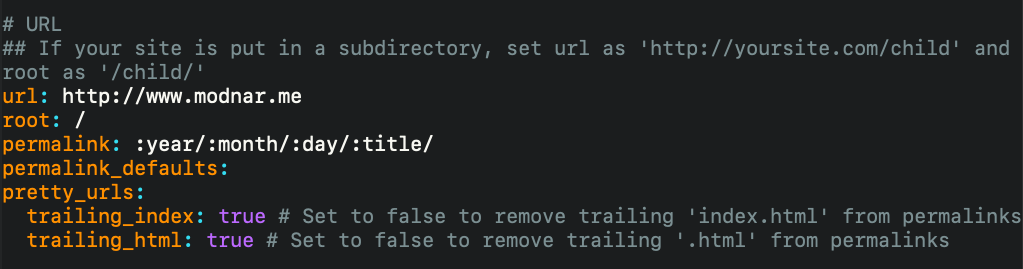 # URL
## If your site is put in a subdirectory, set url as 'http://yoursite.com/child' and
root as '/child/'
url: http://www.modnar.me
root: /
permalink: :year/:month/:day/:title/
permalink_defaults:
pretty_urls:
  trailing_index: true # Set to false to remove trailing 'index.html' from permalinks
  trailing_html: true # Set to false to remove trailing '.html' from permalinks